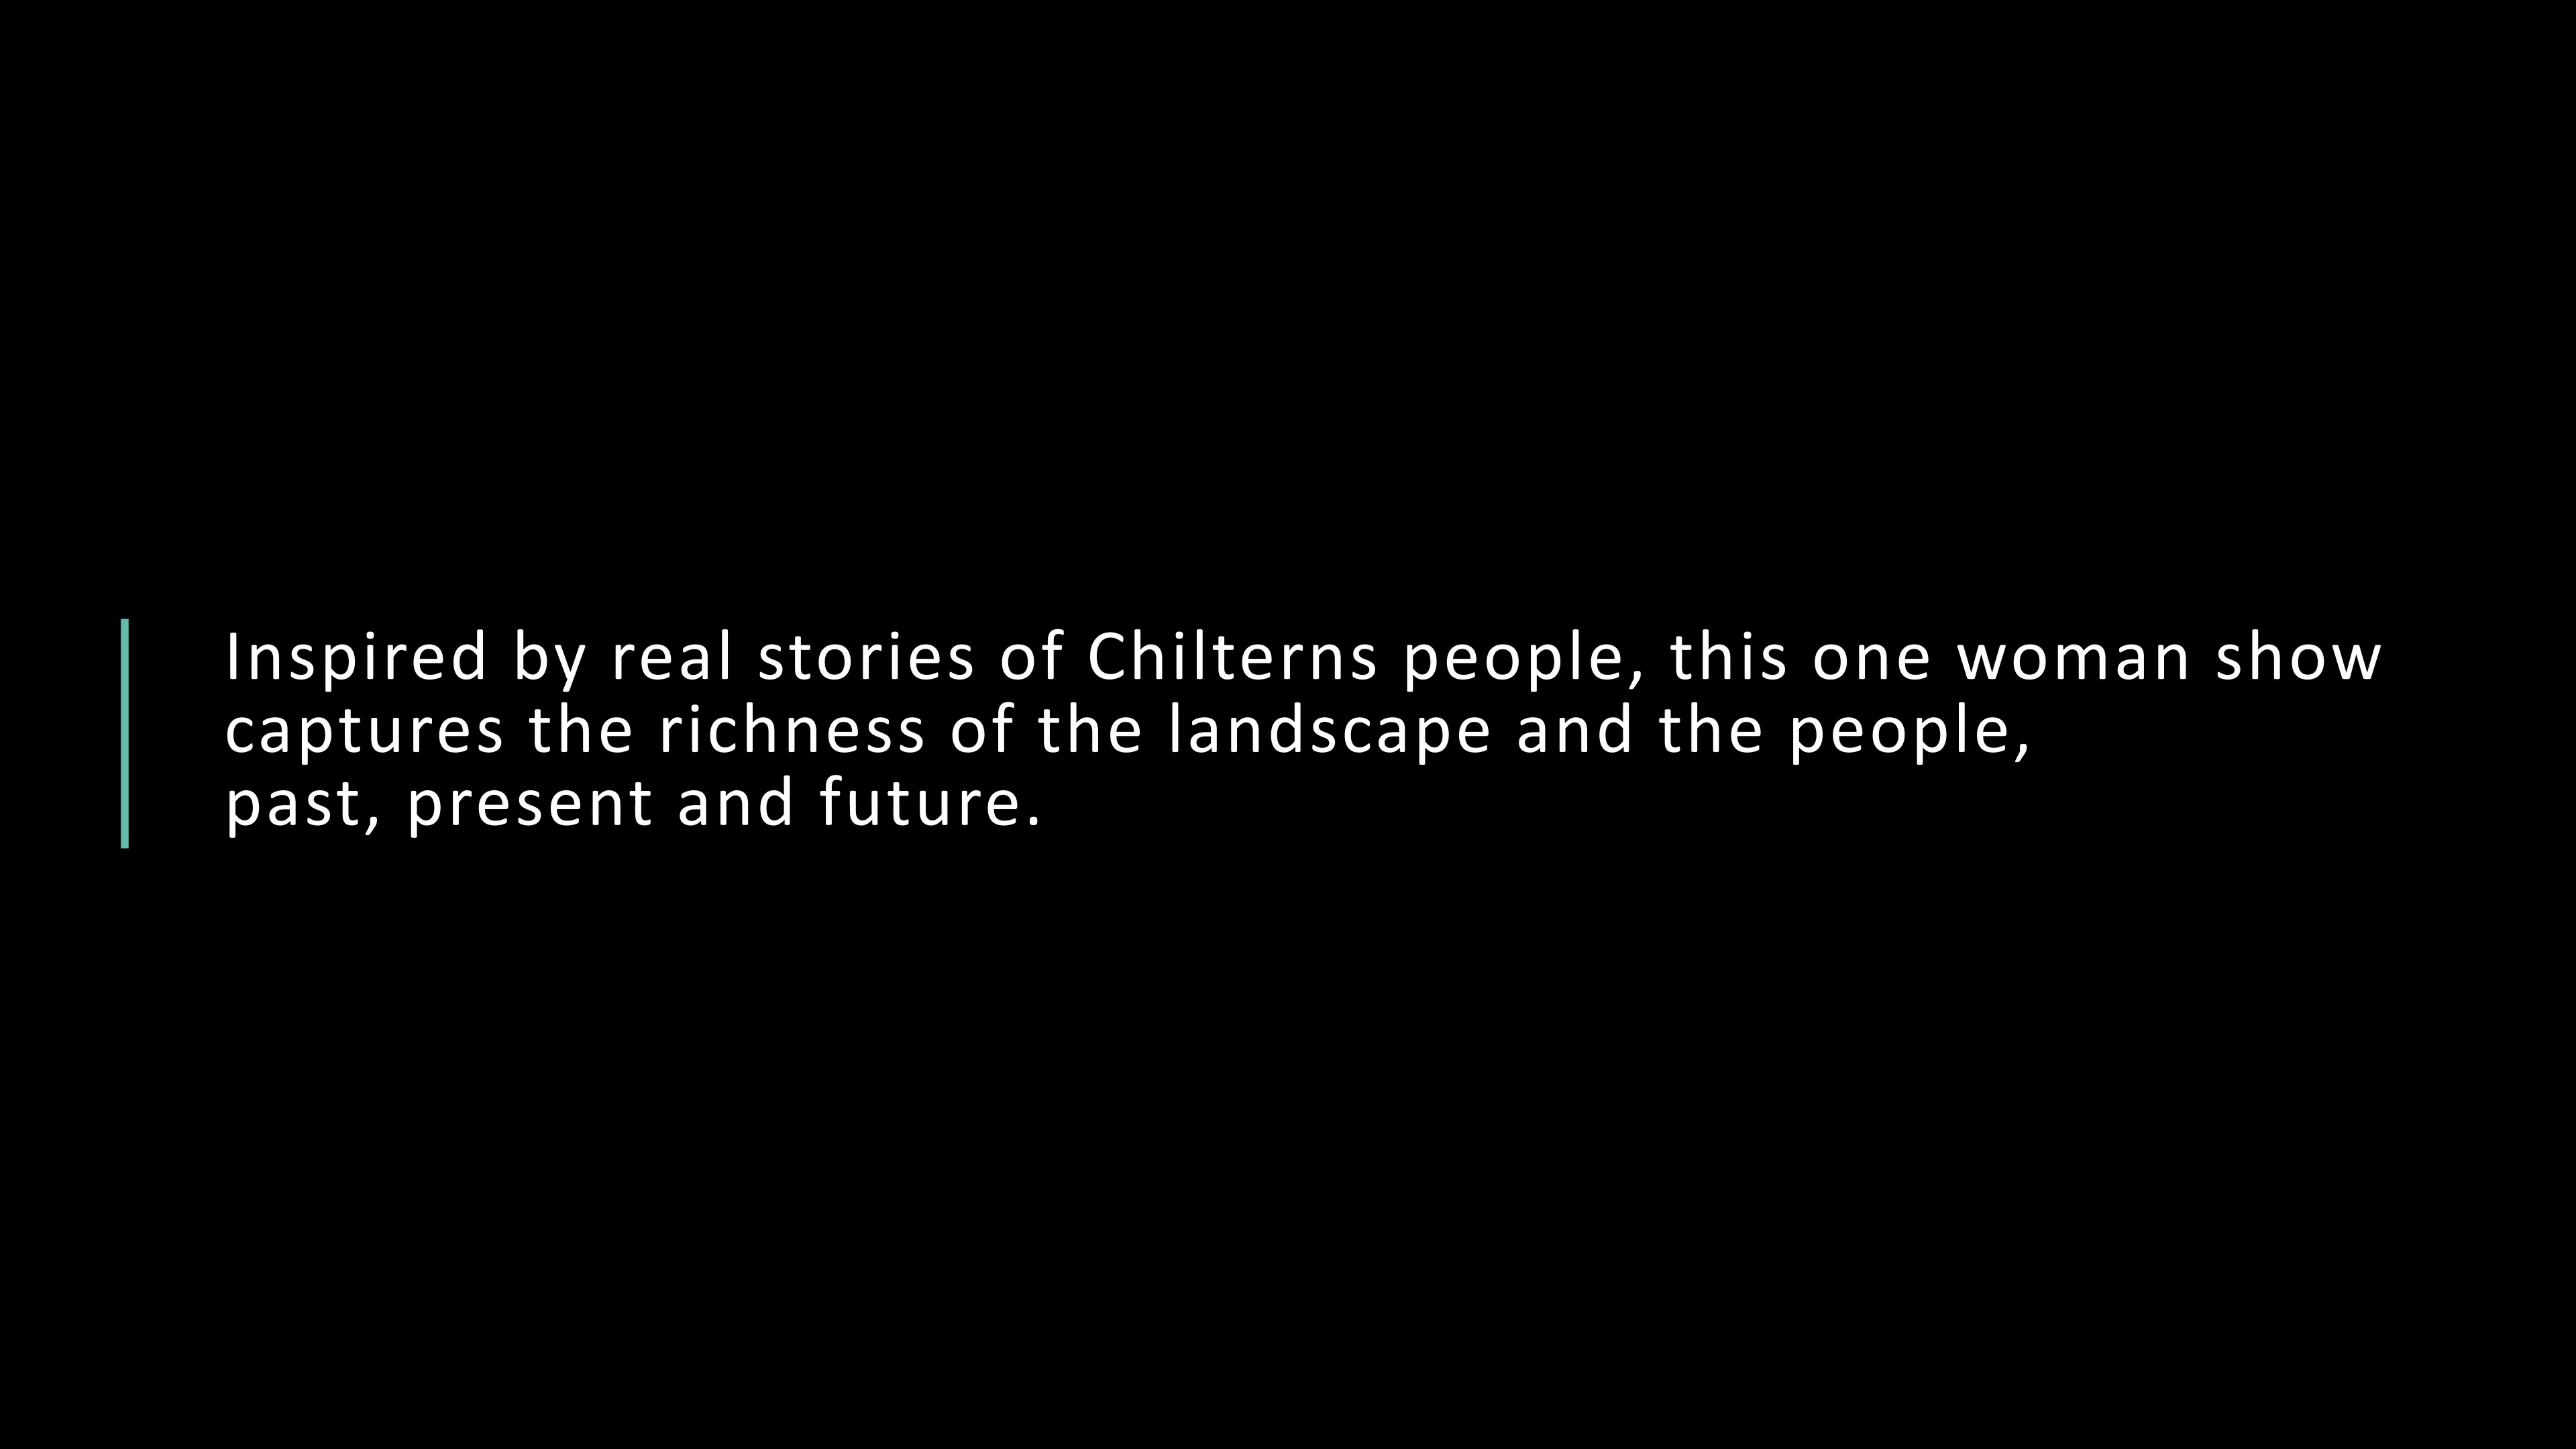 Inspired by real stories of Chilterns people, this one woman show
captures the richness of the landscape and the people,
past, present and future.